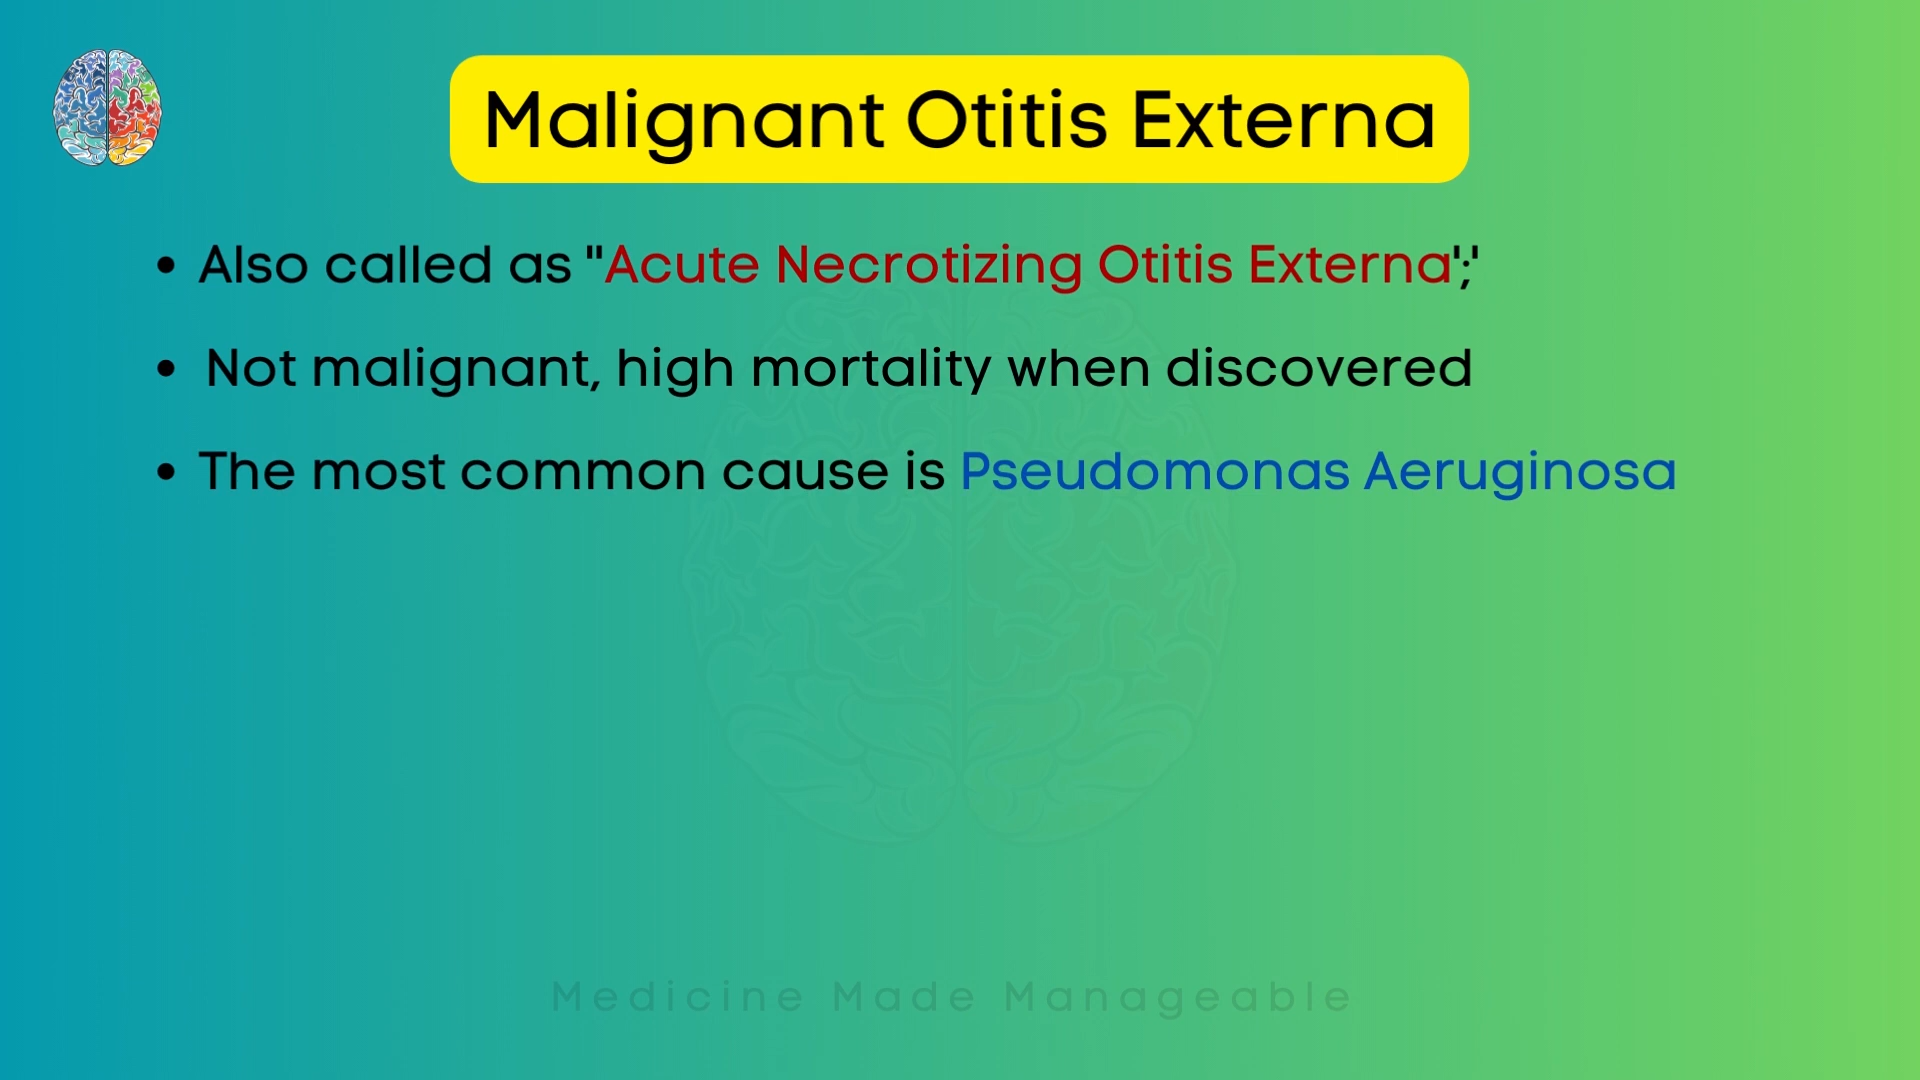 Malignant Otitis Externa
• Also called as "Acute Necrotizing Otitis Externa";
• Not malignant, high mortality when discovered
• The most common cause is Pseudomonas Aeruginosa
Medicine Made Manageable